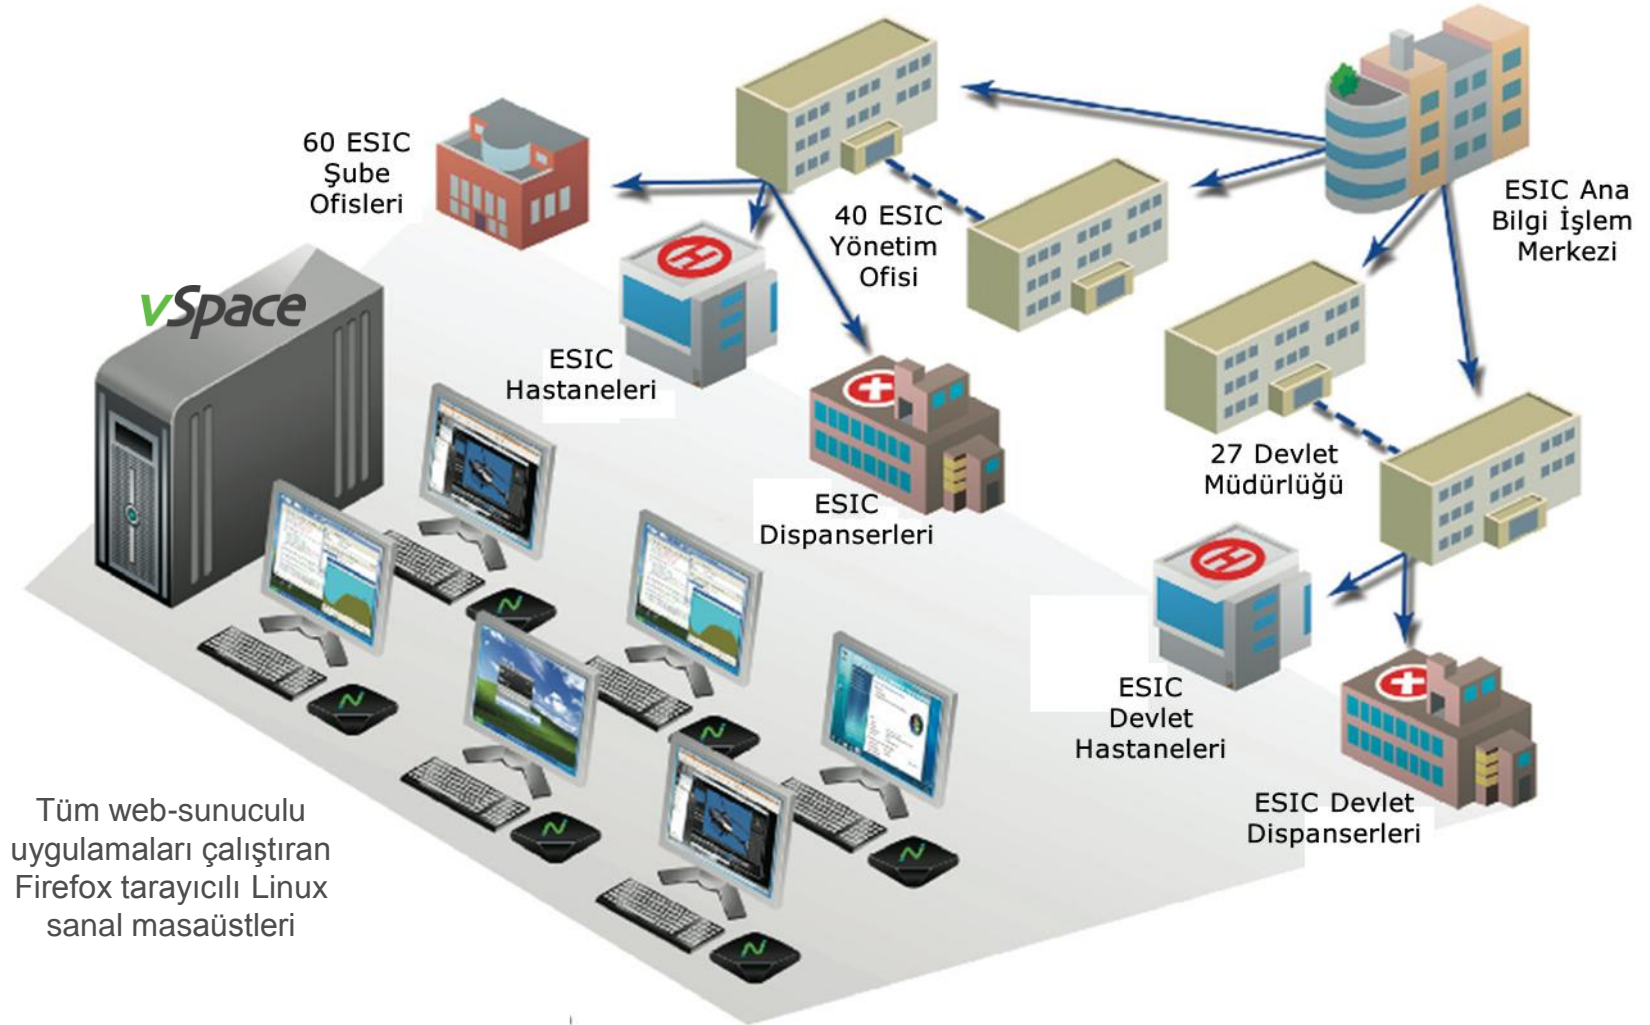 60 ESIC
Şube
Ofisleri
40 ESIC
Yönetim
Ofisi
ESIC Ana
Bilgi İşlem
Merkezi
vSpace
ESIC
Hastaneleri
ESIC
Dispanserleri
27 Devlet
Müdürlüğü
ESIC
Devlet
Hastaneleri
ESIC Devlet
Dispanserleri
Tüm web-sunuculu
uygulamaları çalıştıran
Firefox tarayıcılı Linux
sanal masaüstleri